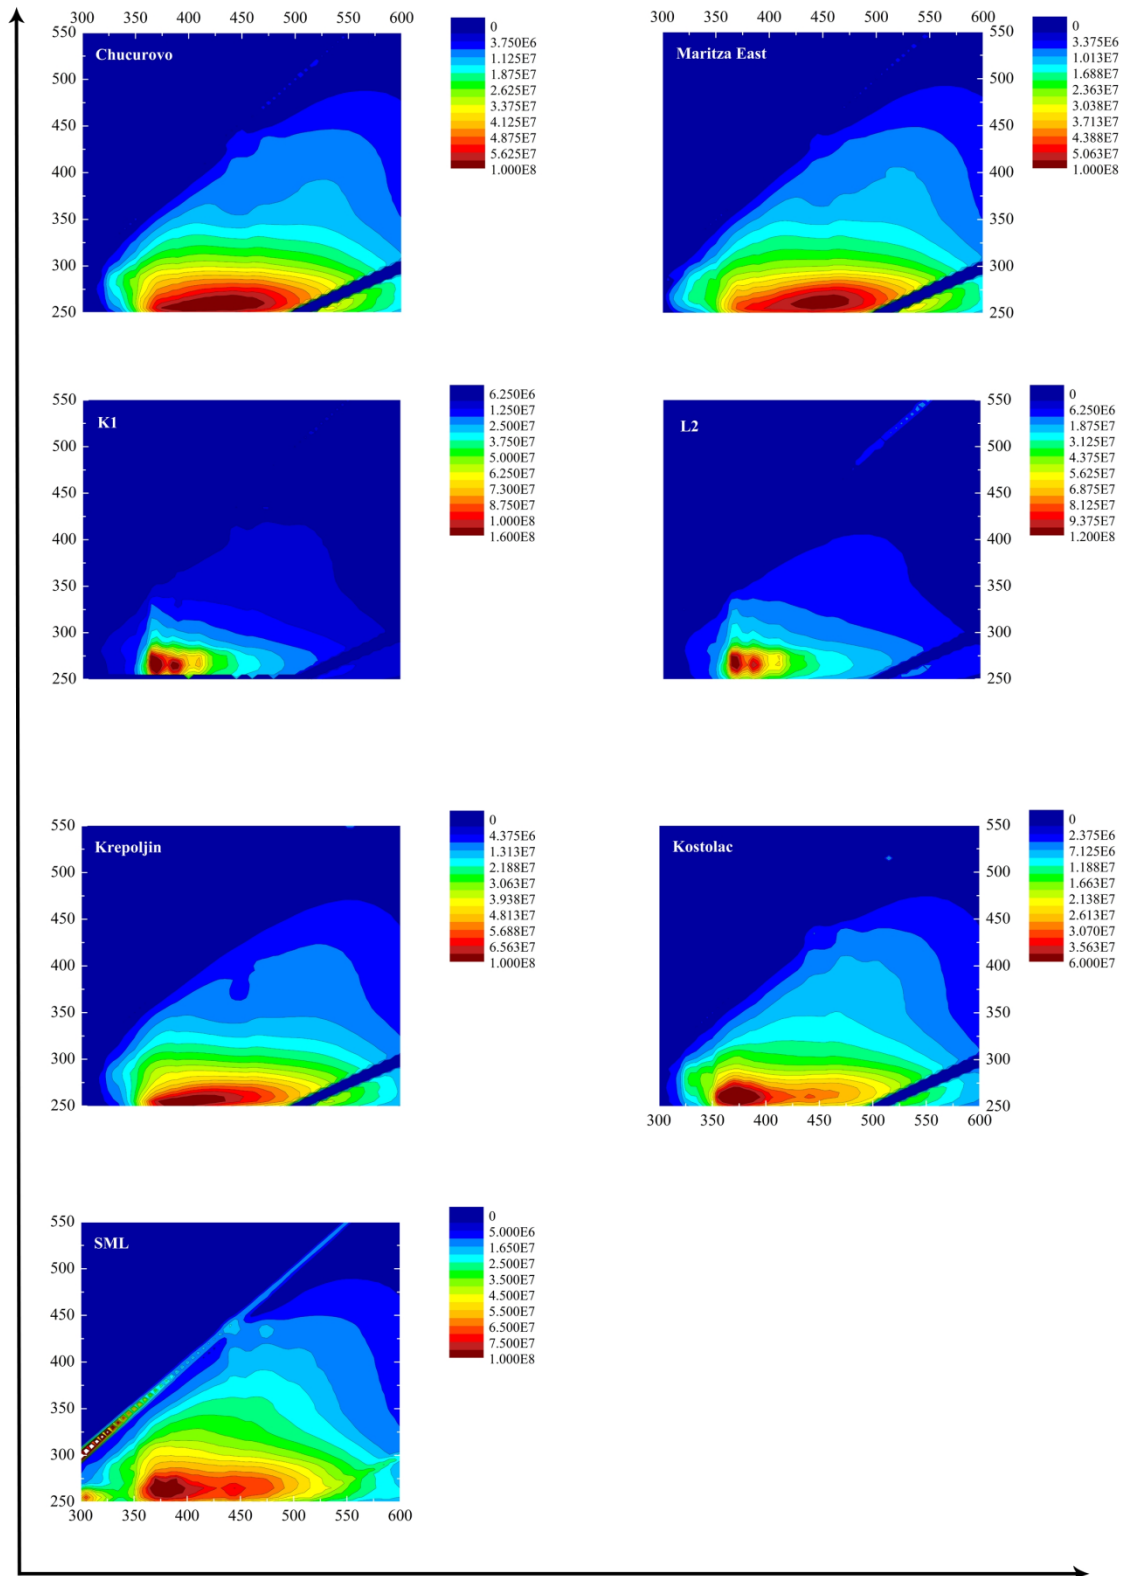 300 350 400 450 500 550 600
550
500
450
400
350
300
250
Chucurovo
0
3.750E6
1.125E7
1.875E7
2.625E7
3.375E7
4.125E7
4.875E7
5.625E7
1.000E8
300 350 400 450 500 550 600
Maritza East
550
500
450
400
350
300
250
0
3.375E6
1.013E7
1.688E7
2.363E7
3.038E7
3.713E7
4.388E7
5.063E7
1.000E8
550
500
450
400
350
300
250
K1
6.250E6
1.250E7
2.500E7
3.750E7
5.000E7
6.250E7
7.300E7
8.750E7
1.000E8
1.600E8
L2
550
500
450
400
350
300
250
0
6.250E6
1.875E7
3.125E7
4.375E7
5.625E7
6.875E7
8.125E7
9.375E7
1.200E8
550
500
450
400
350
300
250
Krepoljin
0
4.375E6
1.313E7
2.188E7
3.063E7
3.938E7
4.813E7
5.688E7
6.563E7
1.000E8
Kostolac
550
500
450
400
350
300
250
300 350 400 450 500 550 600
0
2.375E6
7.125E6
1.188E7
1.663E7
2.138E7
2.613E7
3.070E7
3.563E7
6.000E7
550
500
450
400
350
300
250
SML
300 350 400 450 500 550 600
0
5.000E6
1.650E7
2.500E7
3.500E7
4.500E7
5.500E7
6.500E7
7.500E7
1.000E8